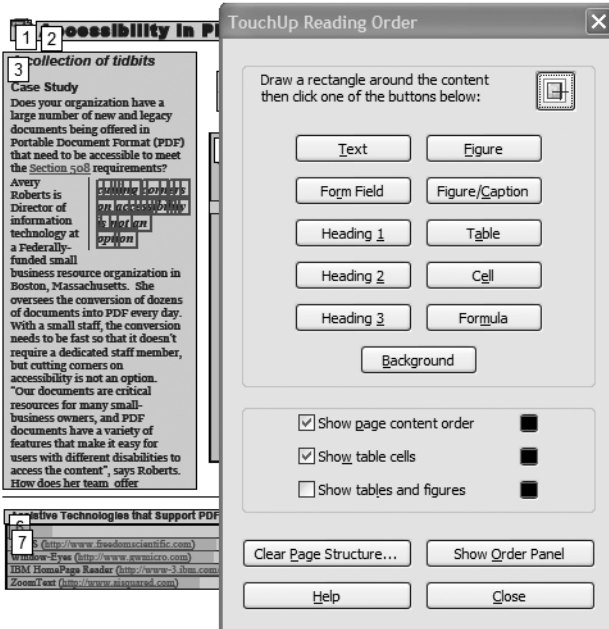 1 2 Accessibility in P
3 collection of tidbits
Case Study
Does your organization have a
large number of new and legacy
documents being offered in
Portable Document Format (PDF)
that need to be accessible to meet
the Section 508 requirements?
Avery
Roberts is
Director of
information
technology at
a Federally-
funded small
cutting corners
on accessibility
is not an
option
business resource organization in
Boston, Massachusetts. She
oversees the conversion of dozens
of documents into PDF every day.
With a small staff, the conversion
needs to be fast so that it doesn't
require a dedicated staff member,
but cutting corners on
accessibility is not an option.
"Our documents are critical
resources for many small-
business owners, and PDF
documents have a variety of
features that make it easy for
users with different disabilities to
access the content", says Roberts.
How does her team offer
Assistive Technologies that Support PDF
6
7 S (http://www.freedomscientific.com)
Window-Eyes (http://www.gwmicro.com)
IBM HomePage Reader (http://www-3.ibm.com
ZoomText (http://www.aisquared.com)
TouchUp Reading Order
Draw a rectangle around the content
then click one of the buttons below:
Text Figure
Form Field Figure/Caption
Heading 1 Table
Heading 2 Cell
Heading 3 Formula
Background
Show page content order
Show table cells
Show tables and figures
Clear Page Structure... Show Order Panel
Help Close